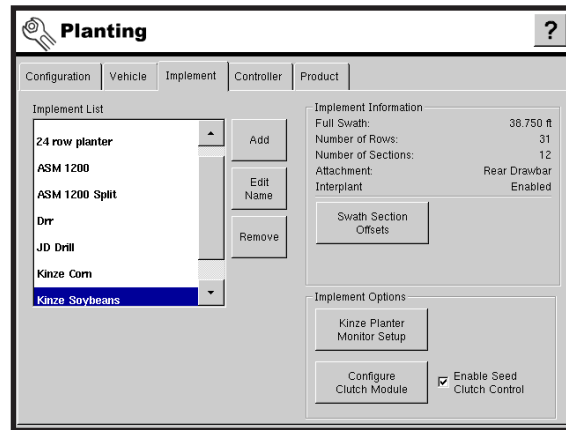 Planting
?
Configuration Vehicle Implement Controller Product
Implement List
24 row planter
ASM 1200
ASM 1200 Split
Drr
JD Drill
Kinze Corn
Kinze Soybeans
Add
Edit
Name
Remove
Implement Information
Full Swath: 38.750 ft
Number of Rows: 31
Number of Sections: 12
Attachment: Rear Drawbar
Interplant Enabled
Swath Section
Offsets
Implement Options
Kinze Planter
Monitor Setup
Configure
Clutch Module
Enable Seed
Clutch Control